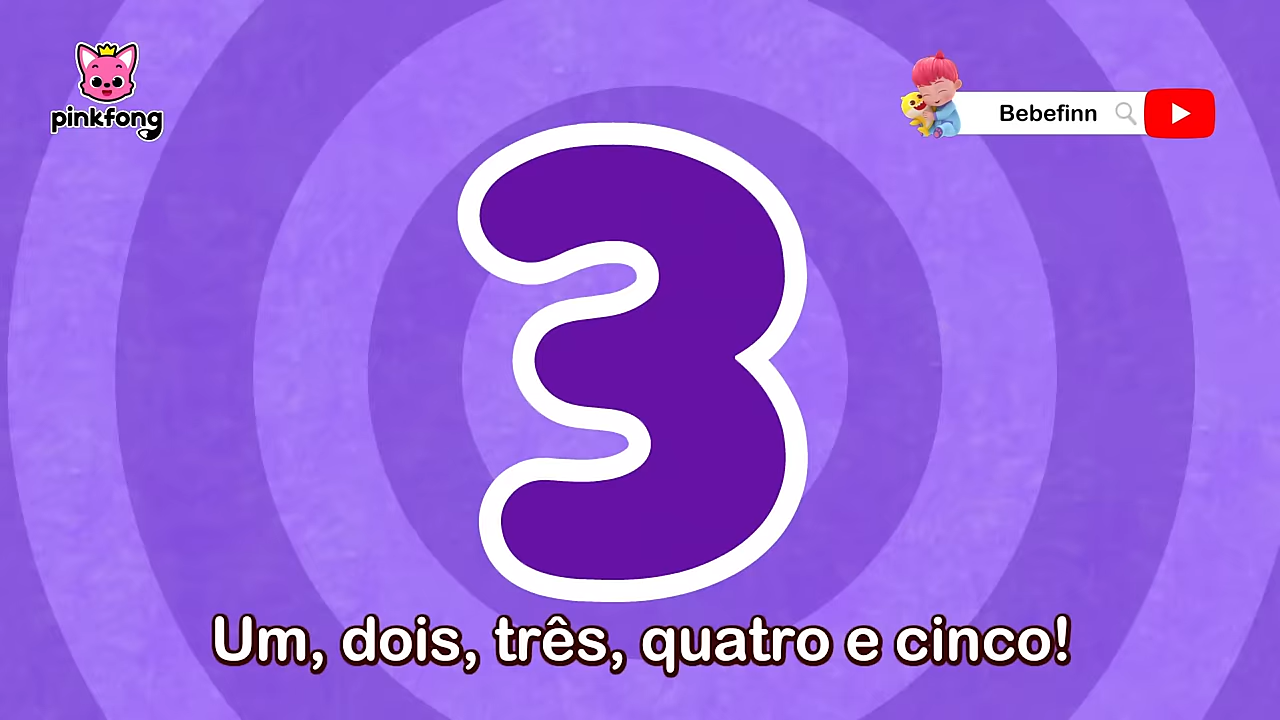 pinkfong
Bebefinn
3
Um, dois, três, quatro e cinco!